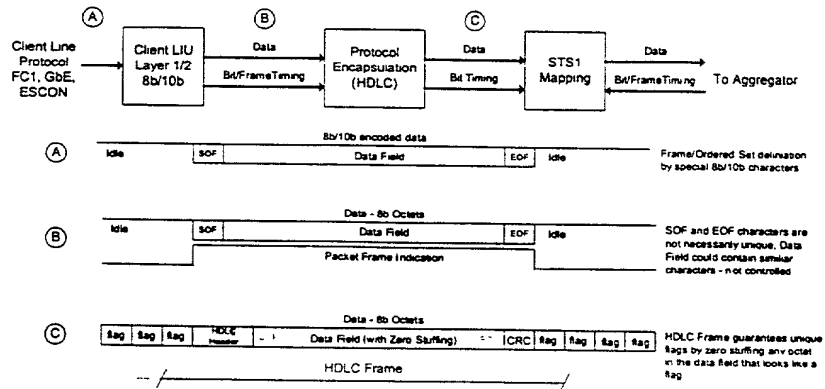 A
B
C
Client Line
Protocol
FC1, GbE,
ESCON
Client LIU
Layer 1/2
8b/10b
Data
Bit/FrameTiming
Protocol
Encapsulation
(HDLC)
Data
Bit Timing
STS1
Mapping
Data
Bit/FrameTiming
To Aggregator
A
8b/10b encoded data
Idle
SOF
Data Field
EOF
Idle
Frame/Ordered Set deliniation
by special 8b/10b characters
B
Data - 8b Octets
Idle
SOF
Data Field
EOF
Idle
Packet Frame Indication
SOF and EOF characters are
not necessarily unique, Data
Field could contain similiar
characters - not controlled
C
Data - 8b Octets
flag
flag
flag
HDLC
Header
Data Field (with Zero Stuffing)
CRC
flag
flag
flag
flag
HDLC Frame guarantees unique
flags by zero stuffing any octet
in the data field that looks like a
flag
HDLC Frame